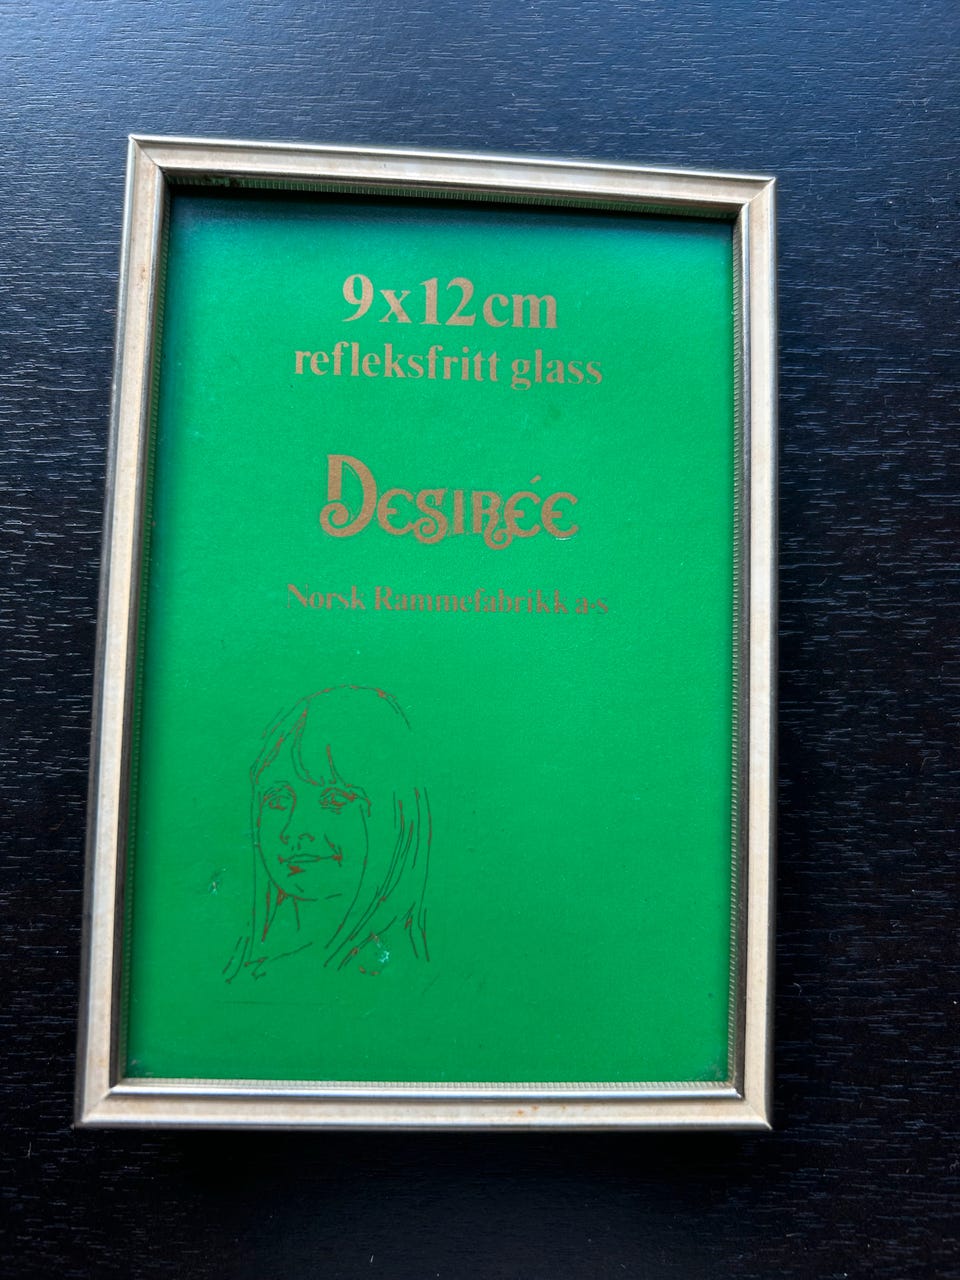 9x12cm
refleksfritt glass
DESIRÉE
Norsk Rammefabrikk a-s